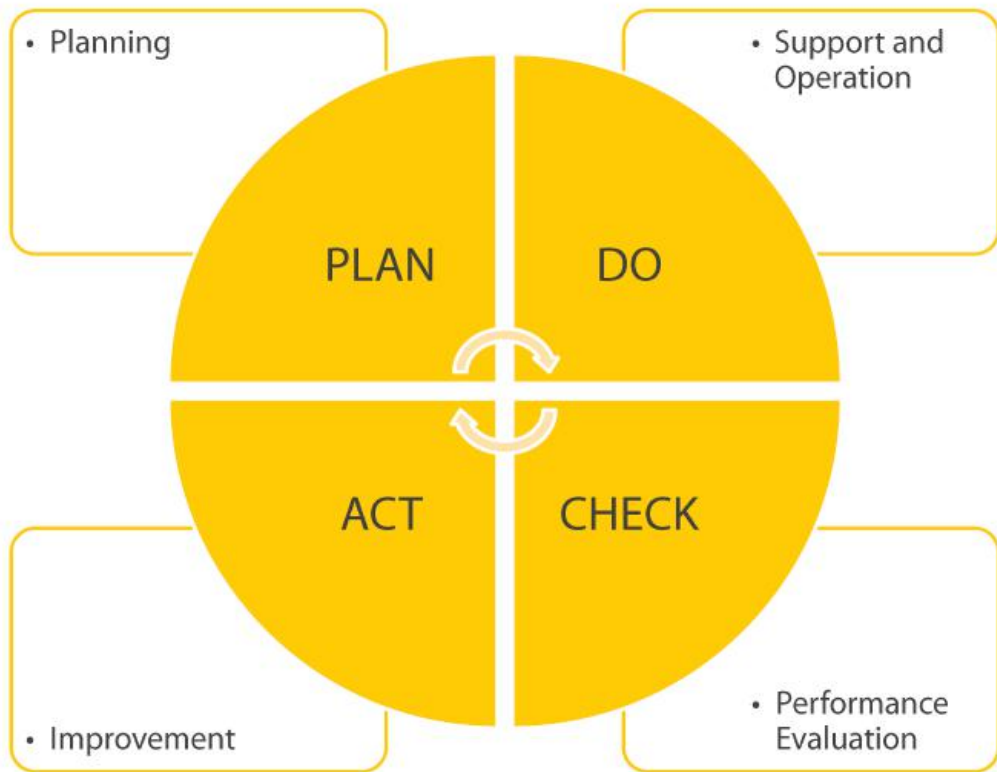 • Planning
• Support and
Operation
PLAN
DO
ACT
CHECK
• Improvement
• Performance
Evaluation